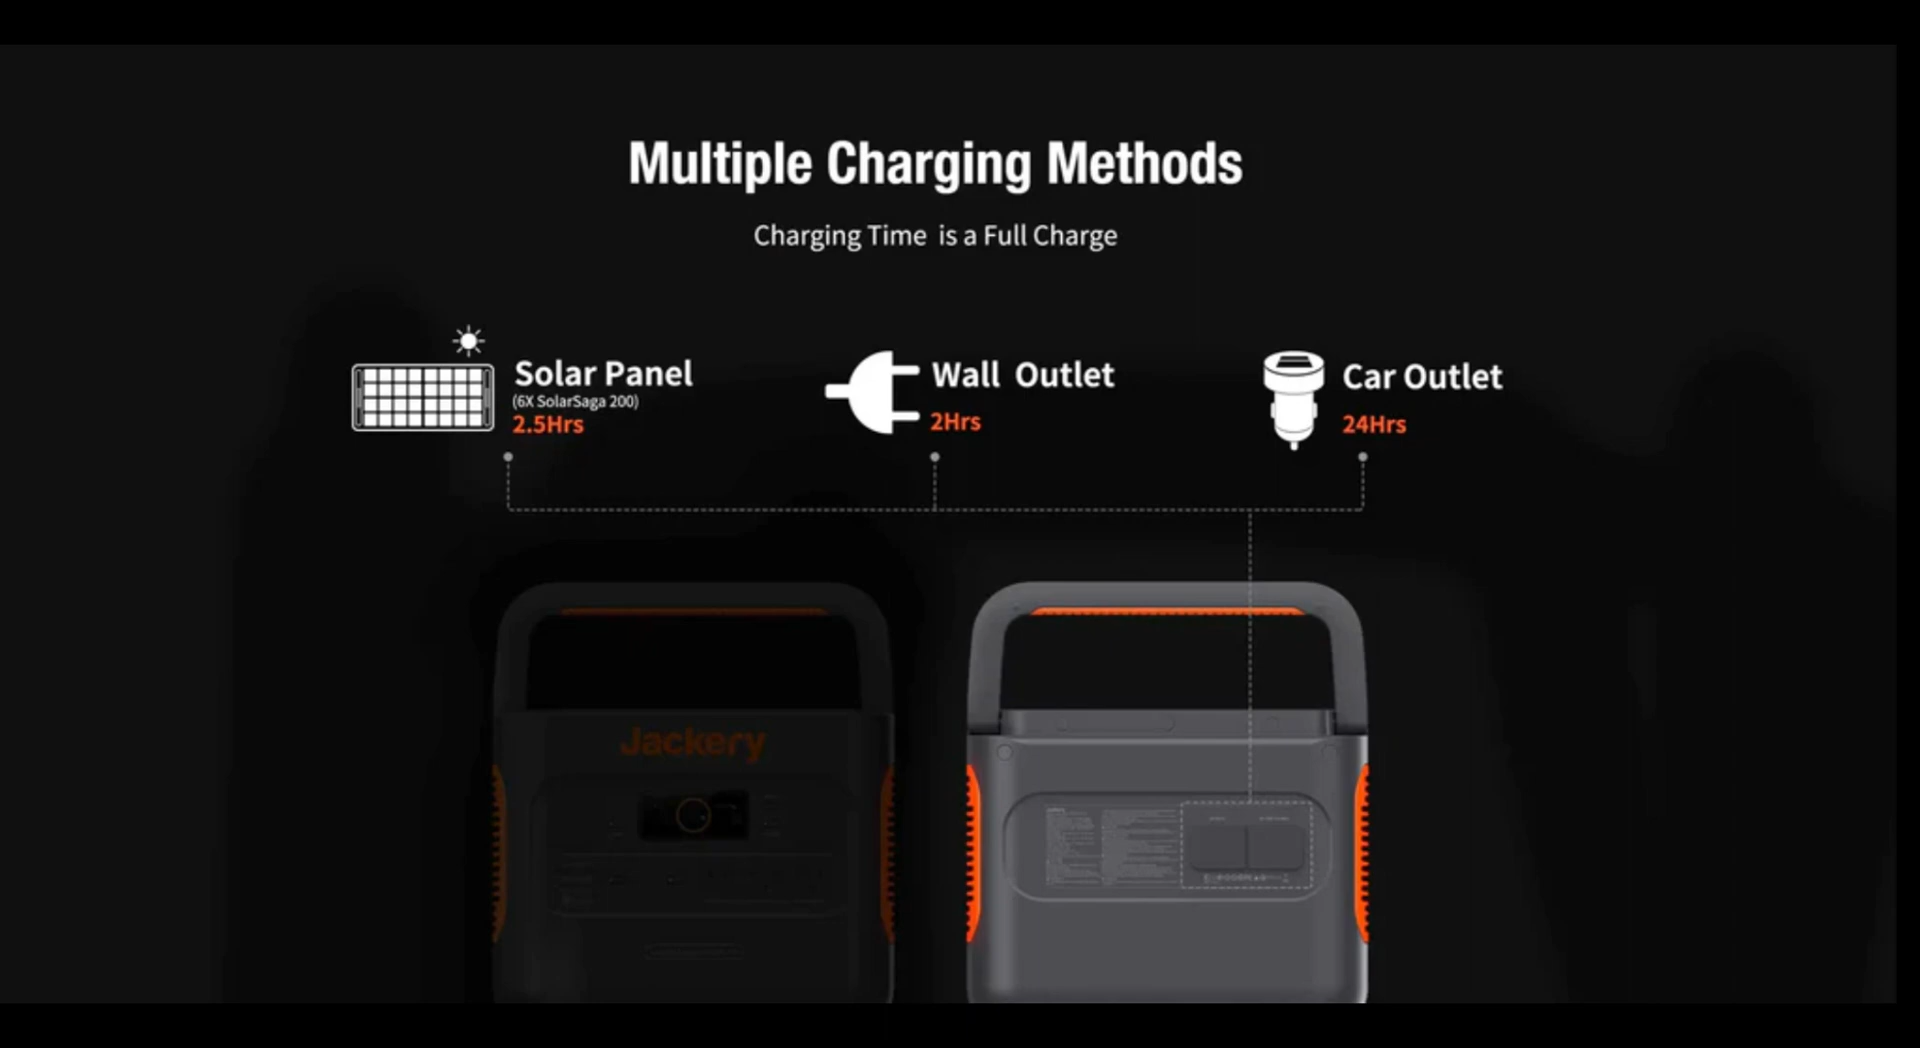 Multiple Charging Methods
Charging Time is a Full Charge
Solar Panel
(6X SolarSaga 200)
2.5Hrs
Wall Outlet
2Hrs
Car Outlet
24Hrs
Jackery